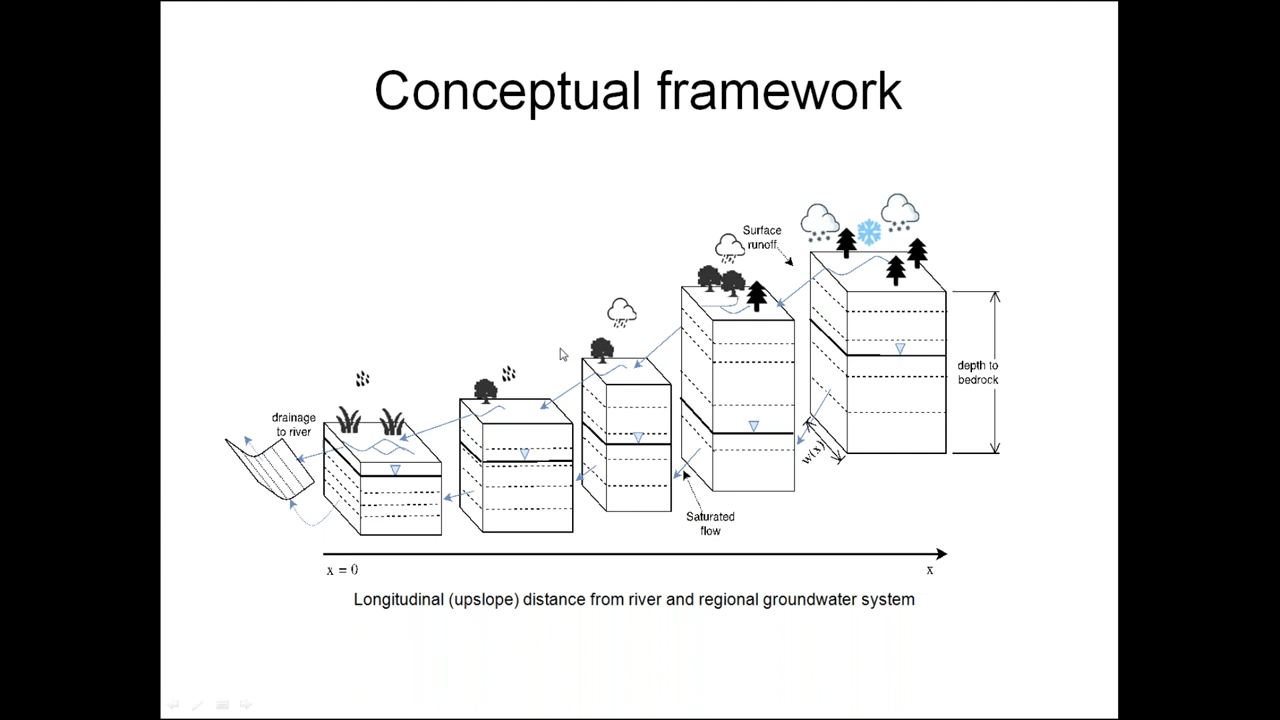 Conceptual framework
Surface
runoff
depth to
bedrock
drainage
to river
w(x)
Saturated
flow
x = 0
x
Longitudinal (upslope) distance from river and regional groundwater system